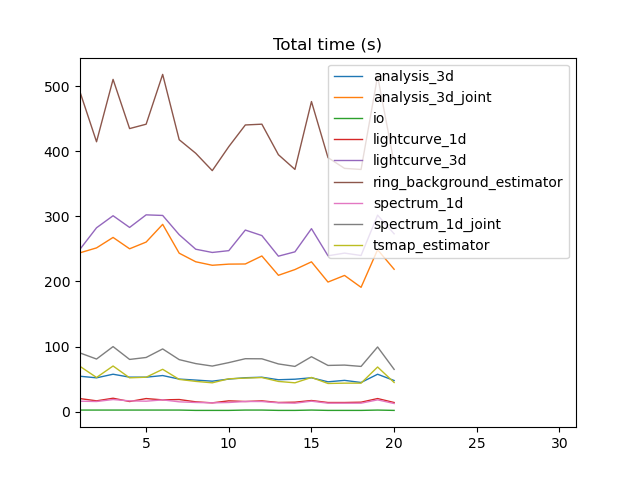 Total time (s)
analysis_3d
analysis_3d_joint
io
lightcurve_1d
lightcurve_3d
ring_background_estimator
spectrum_1d
spectrum_1d_joint
tsmap_estimator
500
400
300
200
100
0
5 10 15 20 25 30